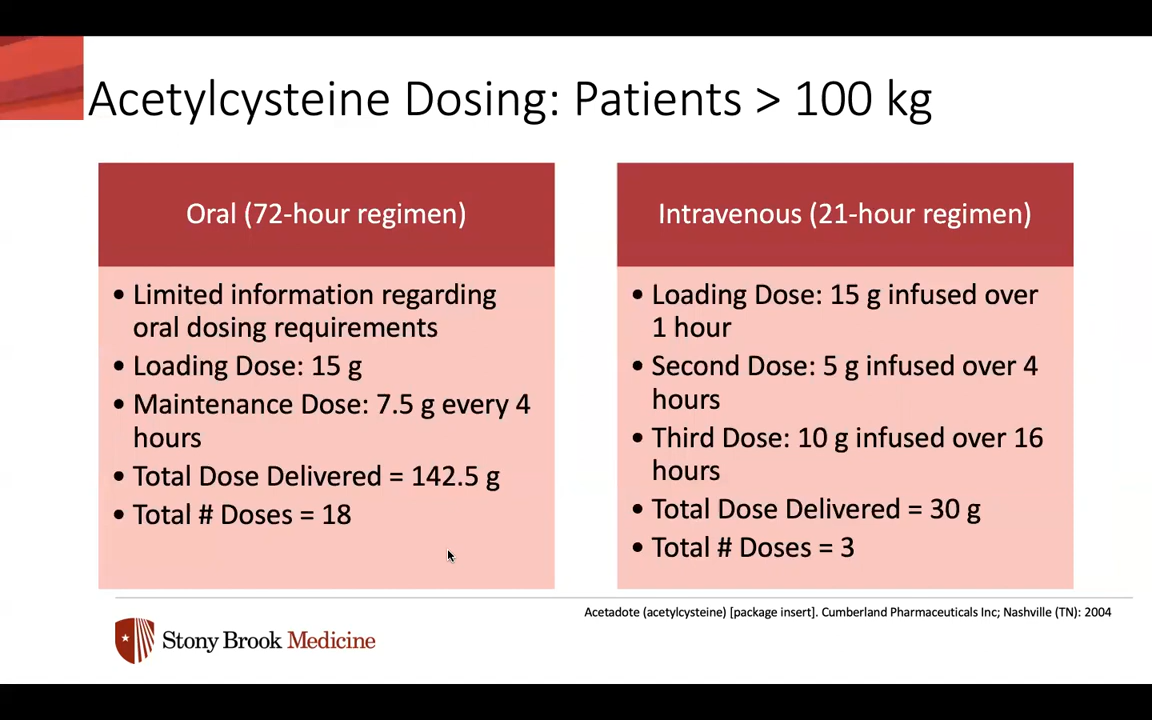 Acetylcysteine Dosing: Patients > 100 kg
Oral (72-hour regimen)
• Limited information regarding
oral dosing requirements
• Loading Dose: 15 g
• Maintenance Dose: 7.5 g every 4
hours
• Total Dose Delivered = 142.5 g
• Total # Doses = 18
Intravenous (21-hour regimen)
• Loading Dose: 15 g infused over
1 hour
• Second Dose: 5 g infused over 4
hours
• Third Dose: 10 g infused over 16
hours
• Total Dose Delivered = 30 g
• Total # Doses = 3
Acetadote (acetylcysteine) [package insert]. Cumberland Pharmaceuticals Inc; Nashville (TN): 2004
Stony Brook Medicine